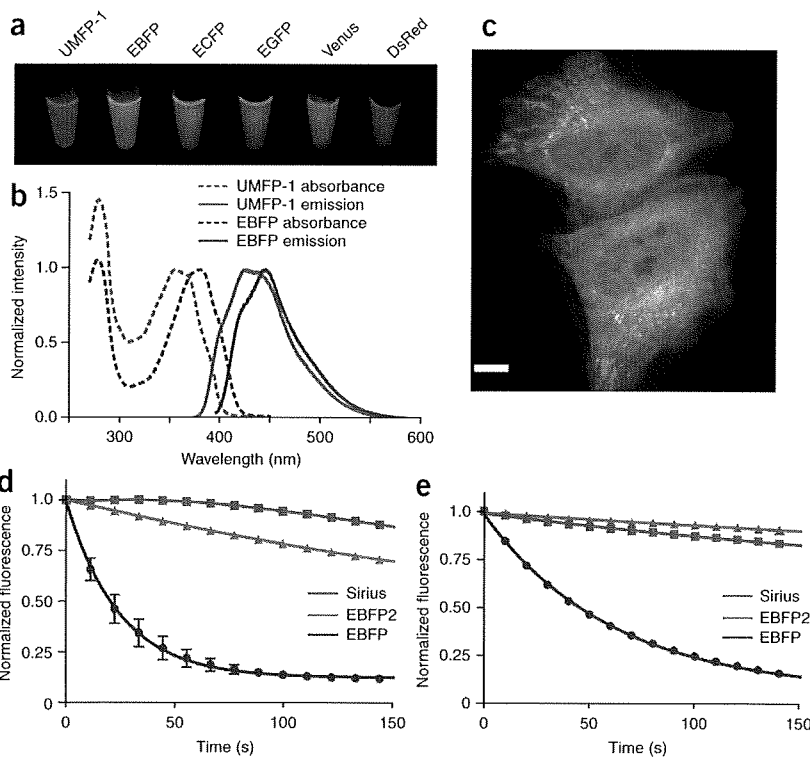 a
UMFP-1 EBFP ECFP EGFP Venus DsRed
c
b
1.5
1.0
0.5
0.0
Normalized intensity
UMFP-1 absorbance
UMFP-1 emission
EBFP absorbance
EBFP emission
300 400 500 600
Wavelength (nm)
d
1.0
0.75
0.50
0.25
0
Normalized fluorescence
Sirius
EBFP2
EBFP
0 50 100 150
Time (s)
e
1.0
0.75
0.50
0.25
0
Normalized fluorescence
Sirius
EBFP2
EBFP
0 50 100 150
Time (s)